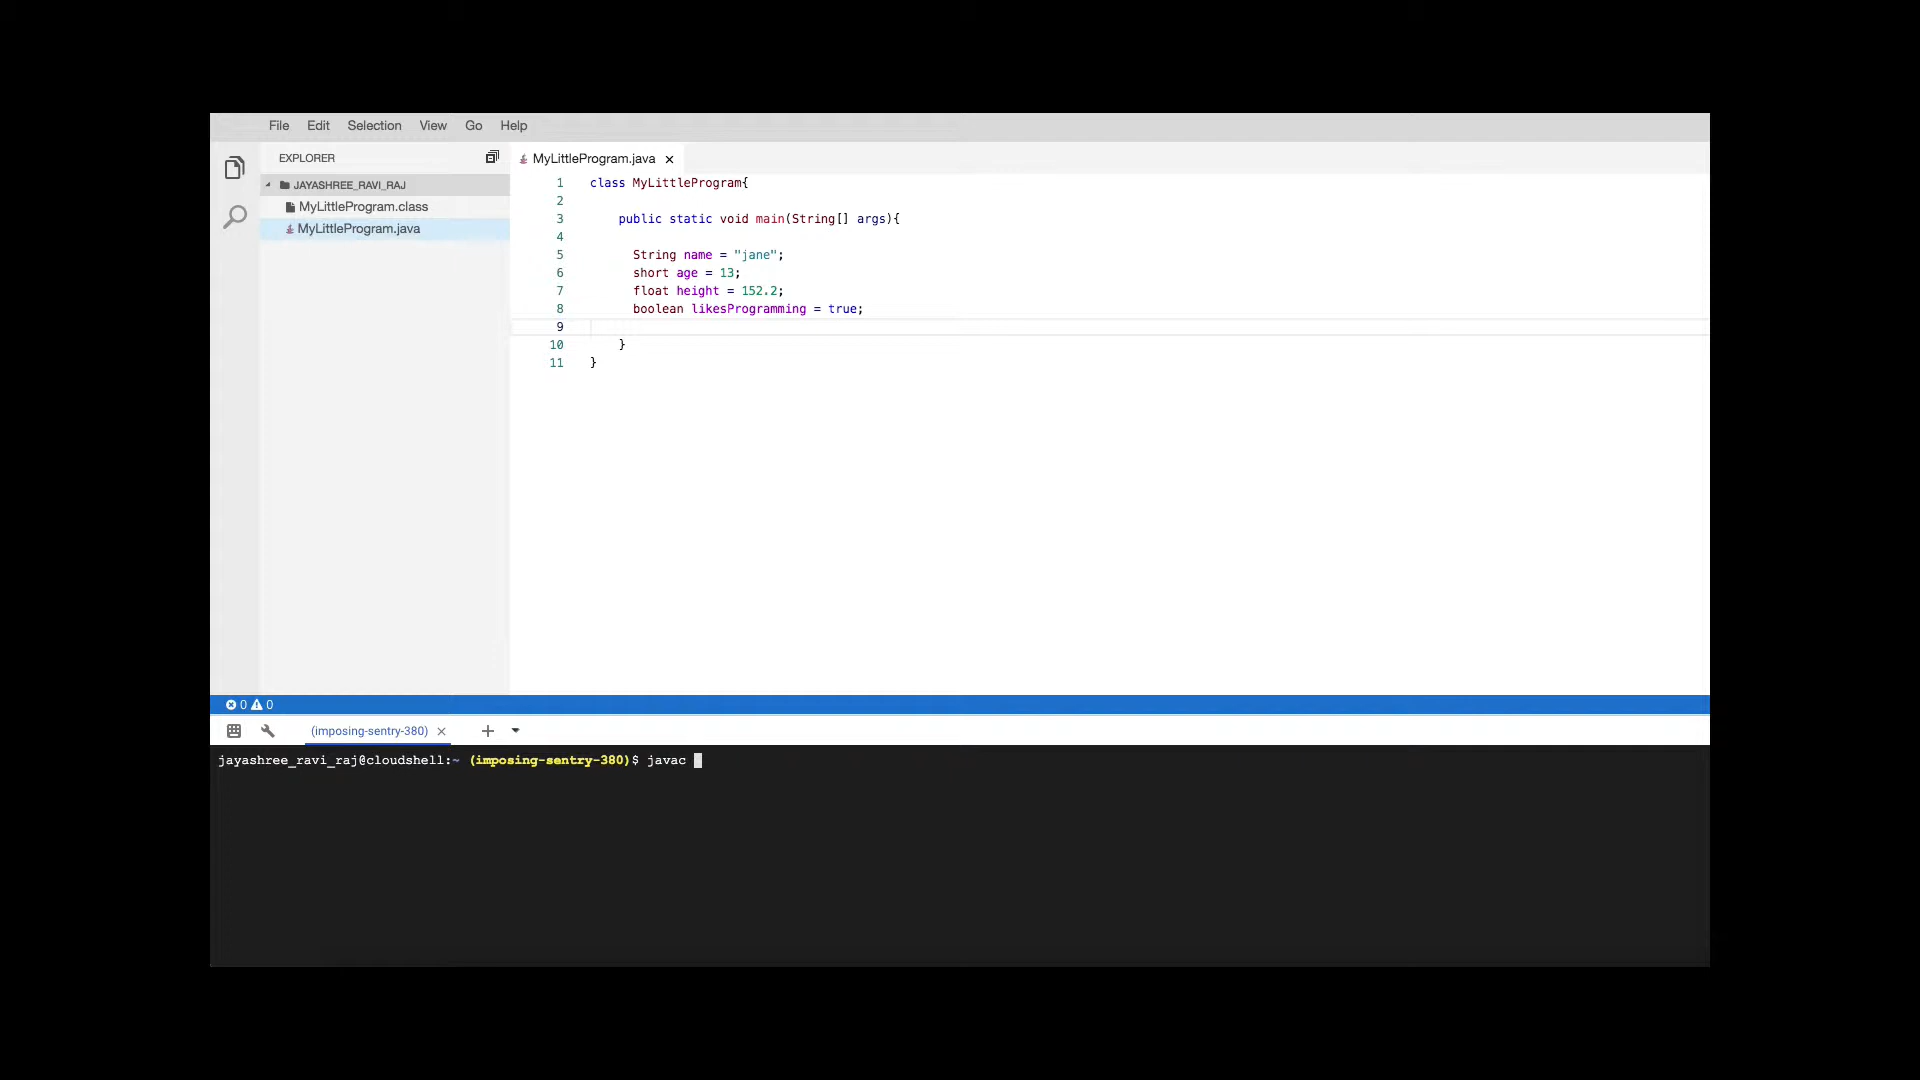 File Edit Selection View Go Help
EXPLORER
JAYASHREE_RAVI_RAJ
MyLittleProgram.class
MyLittleProgram.java
MyLittleProgram.java
1 class MyLittleProgram{
2
3 public static void main(String[] args){
4
5 String name = "jane";
6 short age = 13;
7 float height = 152.2;
8 boolean likesProgramming = true;
9
10 }
11 }
0 0
(imposing-sentry-380)
jayashree_ravi_raj@cloudshell:~ (imposing-sentry-380)$ javac